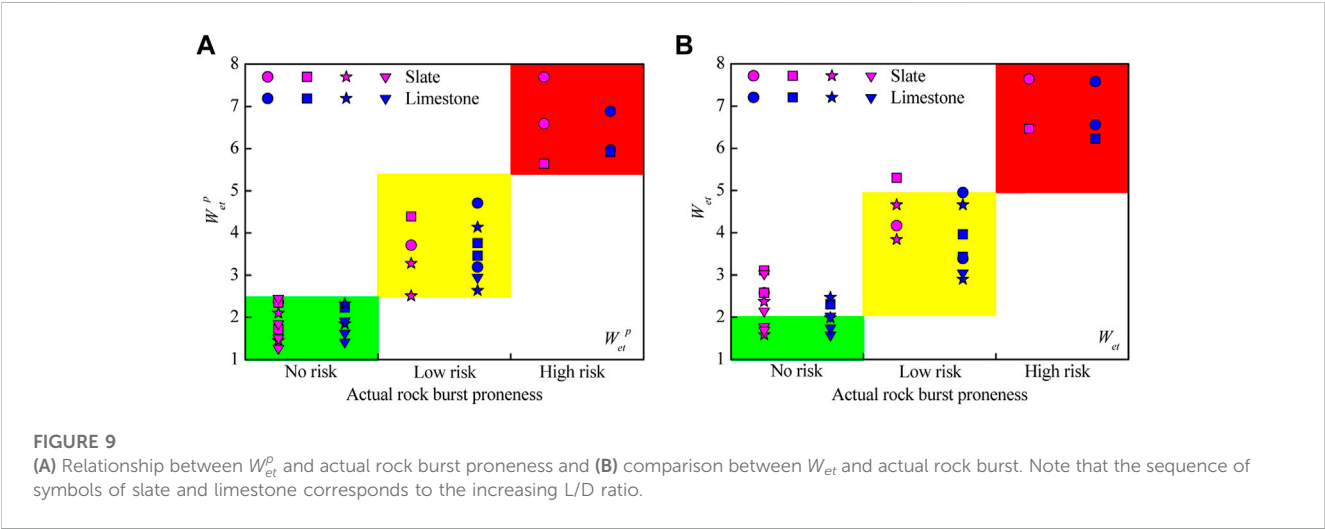 A
8
7
6
5
4
3
2
1
W_et^p
Slate
Limestone
W_et^p
No risk
Low risk
High risk
Actual rock burst proneness
B
8
7
6
5
4
3
2
1
W_et
Slate
Limestone
W_et
No risk
Low risk
High risk
Actual rock burst proneness
FIGURE 9
(A) Relationship between W_et^p and actual rock burst proneness and (B) comparison between W_et and actual rock burst. Note that the sequence of
symbols of slate and limestone corresponds to the increasing L/D ratio.